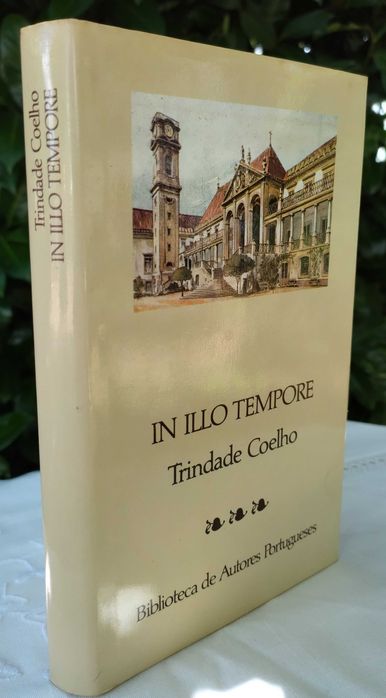 Trindade Coelho
IN ILLO TEMPORE
IN ILLO TEMPORE
Trindade Coelho
Biblioteca de Autores Portugueses